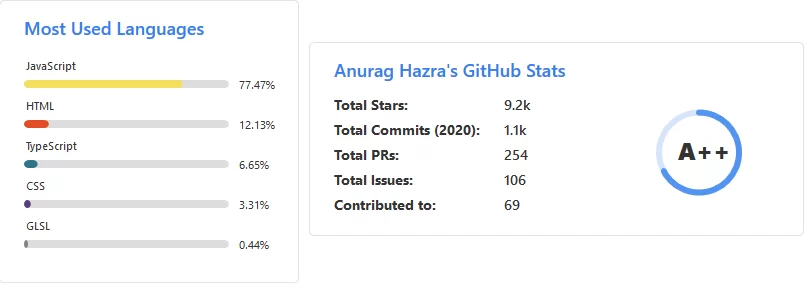 Most Used Languages
JavaScript
77.47%
HTML
12.13%
TypeScript
6.65%
CSS
3.31%
GLSL
0.44%
Anurag Hazra's GitHub Stats
Total Stars: 9.2k
Total Commits (2020): 1.1k
Total PRs: 254
Total Issues: 106
Contributed to: 69
A++